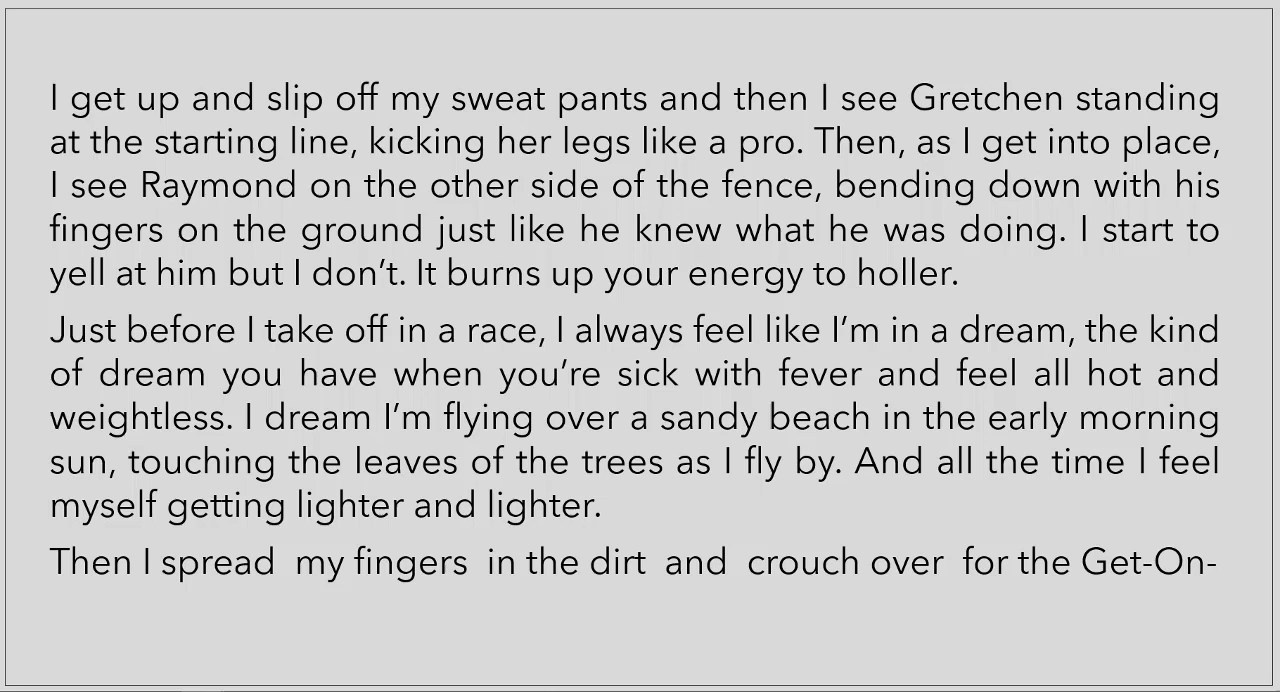 I get up and slip off my sweat pants and then I see Gretchen standing
at the starting line, kicking her legs like a pro. Then, as I get into place,
I see Raymond on the other side of the fence, bending down with his
fingers on the ground just like he knew what he was doing. I start to
yell at him but I don’t. It burns up your energy to holler.
Just before I take off in a race, I always feel like I’m in a dream, the kind
of dream you have when you’re sick with fever and feel all hot and
weightless. I dream I’m flying over a sandy beach in the early morning
sun, touching the leaves of the trees as I fly by. And all the time I feel
myself getting lighter and lighter.
Then I spread my fingers in the dirt and crouch over for the Get-On-